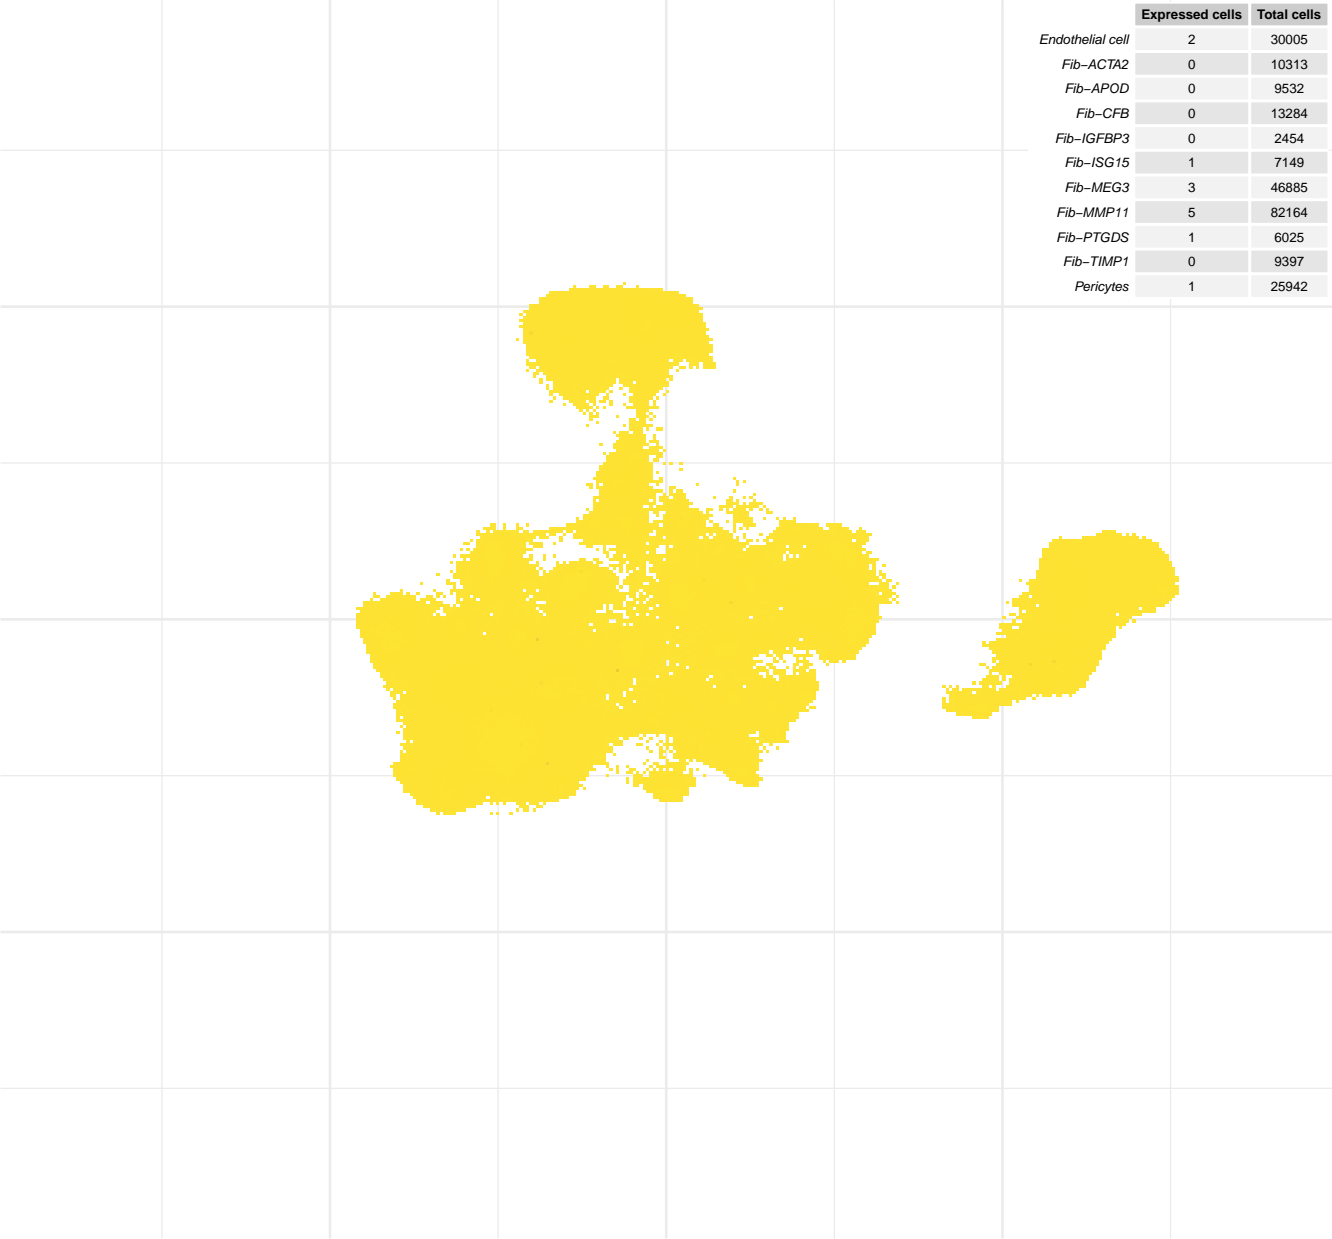 Expressed cells Total cells
Endothelial cell 2 30005
Fib−ACTA2 0 10313
Fib−APOD 0 9532
Fib−CFB 0 13284
Fib−IGFBP3 0 2454
Fib−ISG15 1 7149
Fib−MEG3 3 46885
Fib−MMP11 5 82164
Fib−PTGDS 1 6025
Fib−TIMP1 0 9397
Pericytes 1 25942